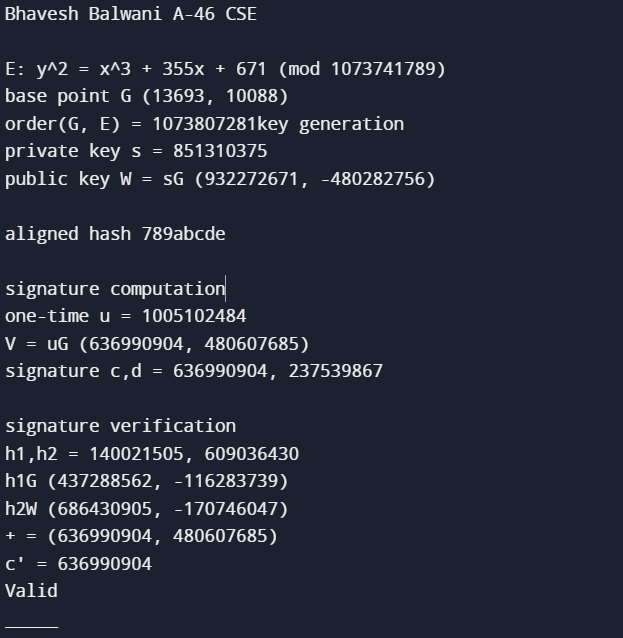 Bhavesh Balwani A-46 CSE
E: y^2 = x^3 + 355x + 671 (mod 1073741789)
base point G (13693, 10088)
order(G, E) = 1073807281key generation
private key s = 851310375
public key W = sG (932272671, -480282756)
aligned hash 789abcde
signature computation
one-time u = 1005102484
V = uG (636990904, 480607685)
signature c,d = 636990904, 237539867
signature verification
h1,h2 = 140021505, 609036430
h1G (437288562, -116283739)
h2W (686430905, -170746047)
+ = (636990904, 480607685)
c' = 636990904
Valid
_____